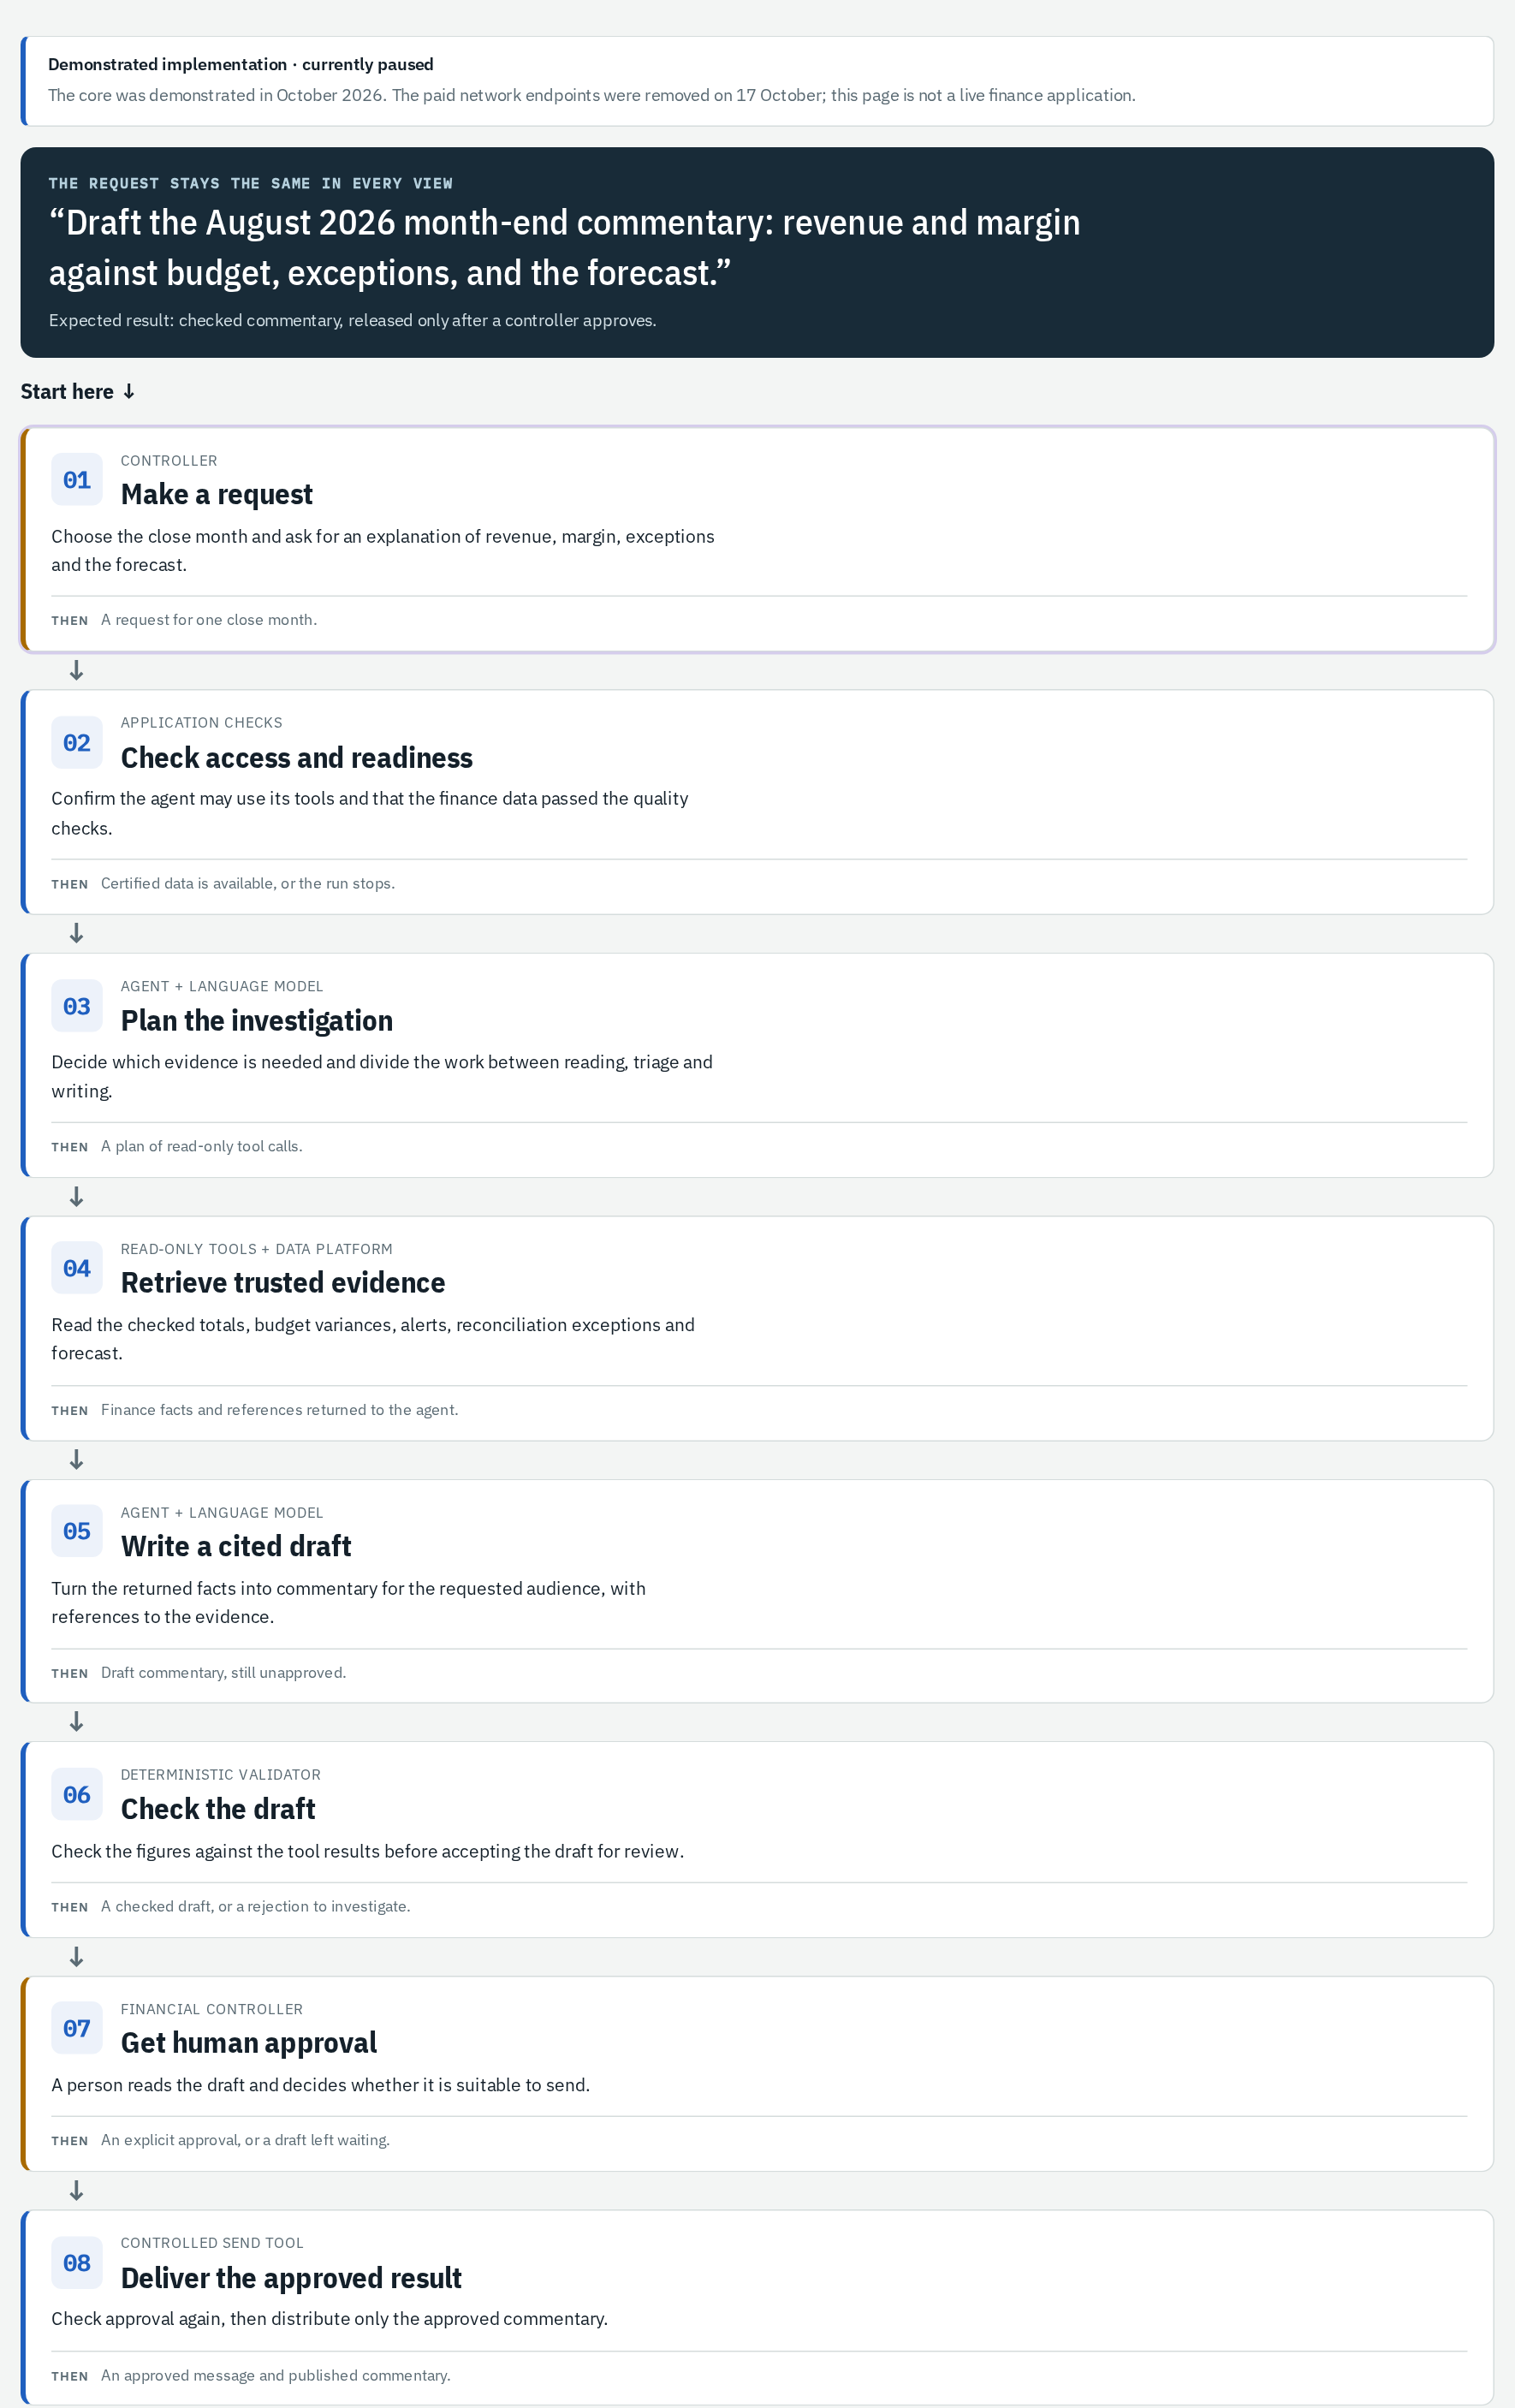 Demonstrated implementation · currently paused
The core was demonstrated in October 2026. The paid network endpoints were removed on 17 October; this page is not a live finance application.
THE REQUEST STAYS THE SAME IN EVERY VIEW
“Draft the August 2026 month-end commentary: revenue and margin
against budget, exceptions, and the forecast.”
Expected result: checked commentary, released only after a controller approves.
Start here ↓
01
CONTROLLER
Make a request
Choose the close month and ask for an explanation of revenue, margin, exceptions
and the forecast.
THEN A request for one close month.
↓
02
APPLICATION CHECKS
Check access and readiness
Confirm the agent may use its tools and that the finance data passed the quality
checks.
THEN Certified data is available, or the run stops.
↓
03
AGENT + LANGUAGE MODEL
Plan the investigation
Decide which evidence is needed and divide the work between reading, triage and
writing.
THEN A plan of read-only tool calls.
↓
04
READ-ONLY TOOLS + DATA PLATFORM
Retrieve trusted evidence
Read the checked totals, budget variances, alerts, reconciliation exceptions and
forecast.
THEN Finance facts and references returned to the agent.
↓
05
AGENT + LANGUAGE MODEL
Write a cited draft
Turn the returned facts into commentary for the requested audience, with
references to the evidence.
THEN Draft commentary, still unapproved.
↓
06
DETERMINISTIC VALIDATOR
Check the draft
Check the figures against the tool results before accepting the draft for review.
THEN A checked draft, or a rejection to investigate.
↓
07
FINANCIAL CONTROLLER
Get human approval
A person reads the draft and decides whether it is suitable to send.
THEN An explicit approval, or a draft left waiting.
↓
08
CONTROLLED SEND TOOL
Deliver the approved result
Check approval again, then distribute only the approved commentary.
THEN An approved message and published commentary.